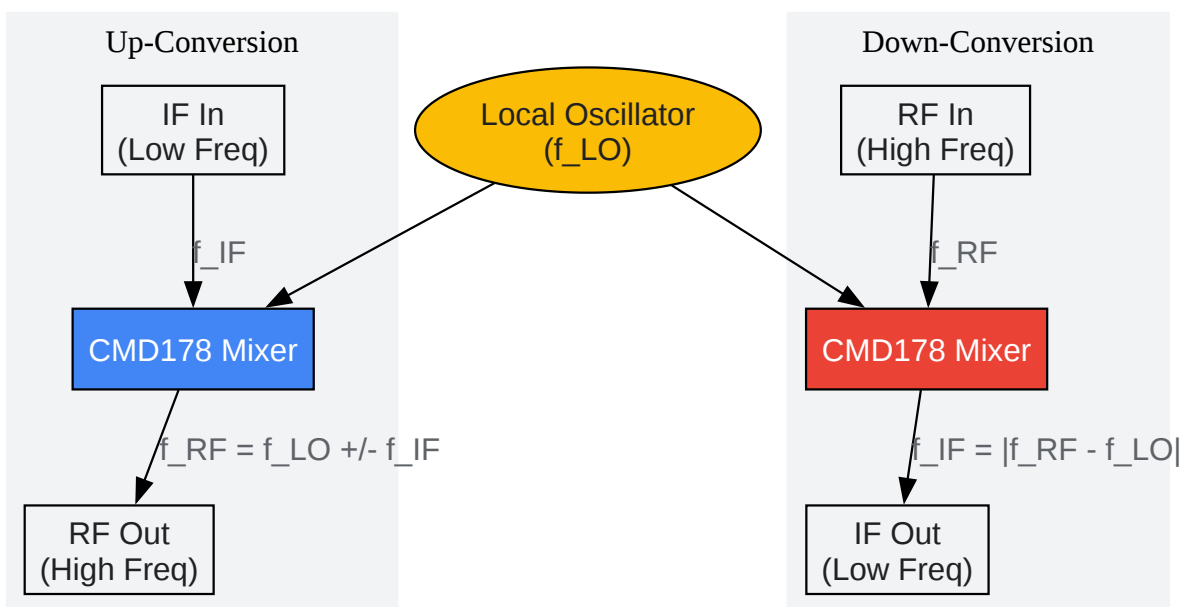 Up-Conversion
IF In
(Low Freq)
f_IF
CMD178 Mixer
f_RF = f_LO +/- f_IF
RF Out
(High Freq)
Local Oscillator
(f_LO)
Down-Conversion
RF In
(High Freq)
f_RF
CMD178 Mixer
f_IF = |f_RF - f_LO|
IF Out
(Low Freq)